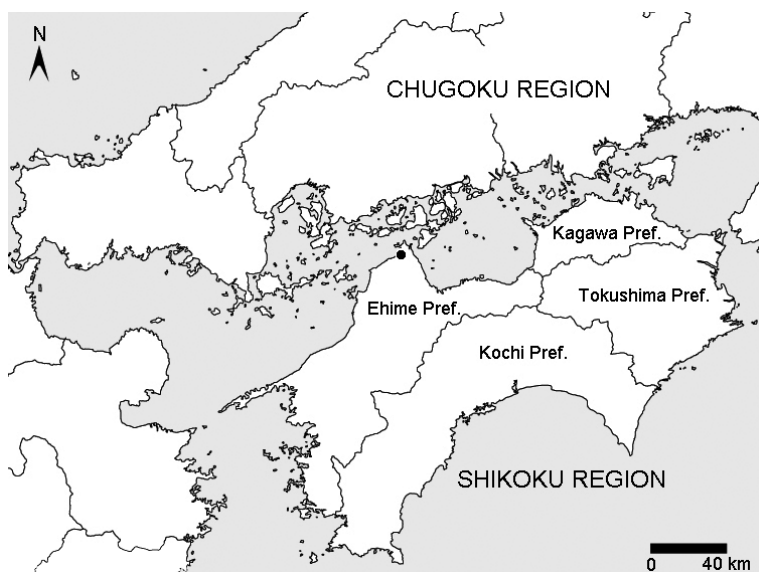 N
CHUGOKU REGION
Kagawa Pref.
Tokushima Pref.
Ehime Pref.
Kochi Pref.
SHIKOKU REGION
0 40 km